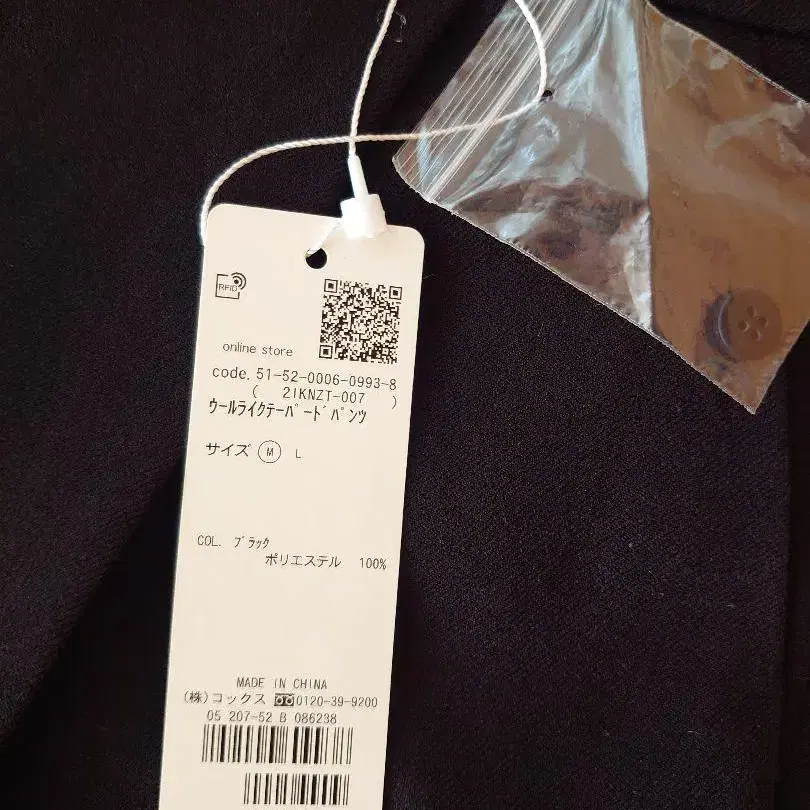 RFID
online store
code. 51-52-0006-0993-8
( 2IKNZT-007 )
ｳｰﾙﾗｲｸﾃｰﾊﾟｰﾄﾞﾊﾟﾝﾂ
サイズ M L
COL. ﾌﾞﾗｯｸ
ポリエステル 100%
MADE IN CHINA
(株)コックス 0120-39-9200
05 207-52 B 086238